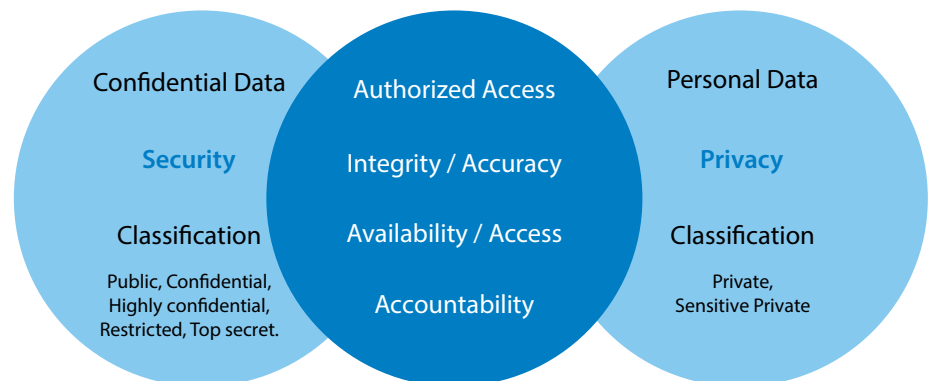 Confidential Data
Security
Classification
Public, Confidential,
Highly confidential,
Restricted, Top secret.
Authorized Access
Integrity / Accuracy
Availability / Access
Accountability
Personal Data
Privacy
Classification
Private,
Sensitive Private